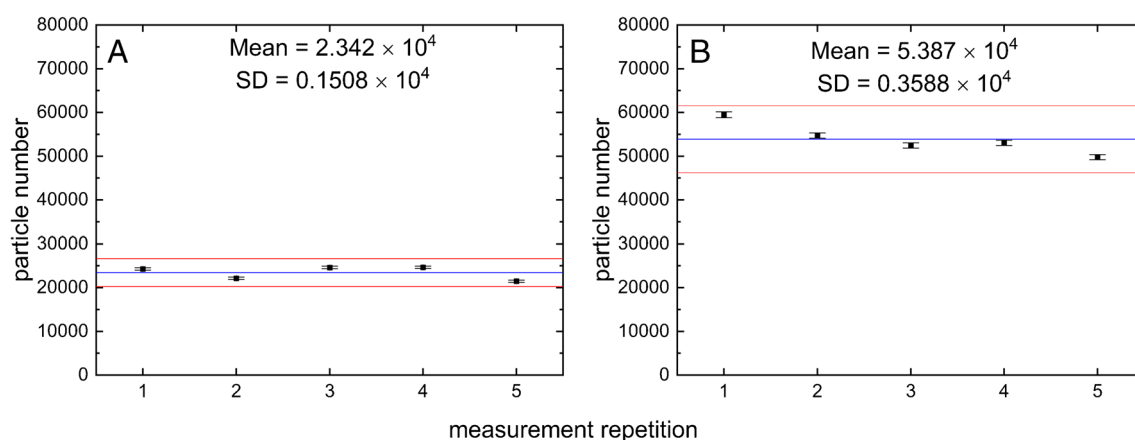 A
Mean = 2.342 × 10⁴
SD = 0.1508 × 10⁴
80000
70000
60000
50000
40000
30000
20000
10000
0
particle number
1 2 3 4 5
B
Mean = 5.387 × 10⁴
SD = 0.3588 × 10⁴
80000
70000
60000
50000
40000
30000
20000
10000
0
particle number
1 2 3 4 5
measurement repetition